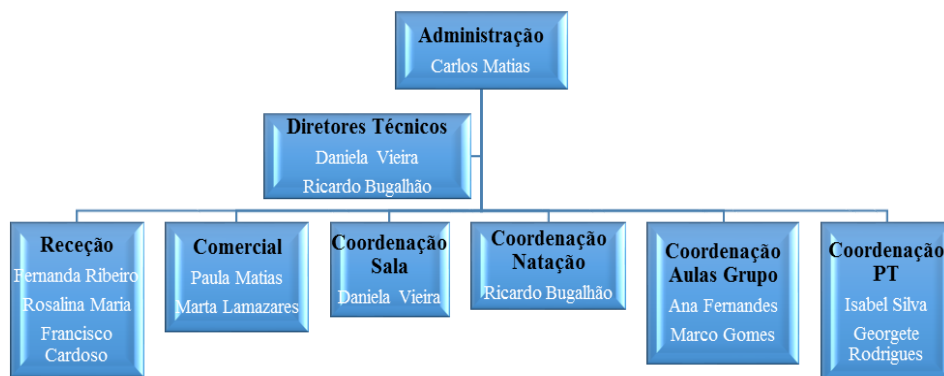 Administração
Carlos Matias
Diretores Técnicos
Daniela Vieira
Ricardo Bugalhão
Receção
Fernanda Ribeiro
Rosalina Maria
Francisco
Cardoso
Comercial
Paula Matias
Marta Lamazares
Coordenação
Sala
Daniela Vieira
Coordenação
Natação
Ricardo Bugalhão
Coordenação
Aulas Grupo
Ana Fernandes
Marco Gomes
Coordenação
PT
Isabel Silva
Georgete
Rodrigues